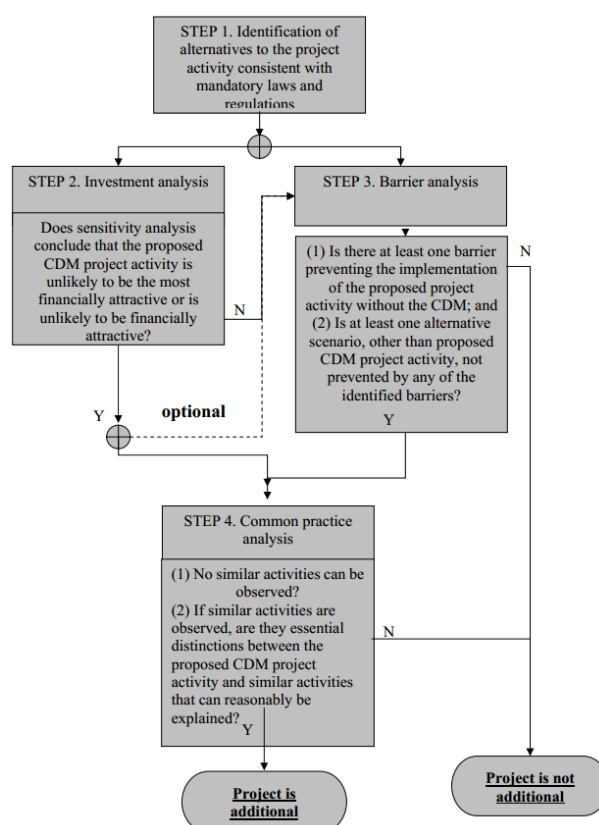 STEP 1. Identification of
alternatives to the project
activity consistent with
mandatory laws and
regulations
STEP 2. Investment analysis
Does sensitivity analysis
conclude that the proposed
CDM project activity is
unlikely to be the most
financially attractive or is
unlikely to be financially
attractive?
N
Y
optional
STEP 3. Barrier analysis
(1) Is there at least one barrier
preventing the implementation
of the proposed project
activity without the CDM; and
(2) Is at least one alternative
scenario, other than proposed
CDM project activity, not
prevented by any of the
identified barriers?
N
Y
STEP 4. Common practice
analysis
(1) No similar activities can be
observed?
(2) If similar activities are
observed, are they essential
distinctions between the
proposed CDM project
activity and similar activities
that can reasonably be
explained?
N
Y
Project is
additional
Project is not
additional